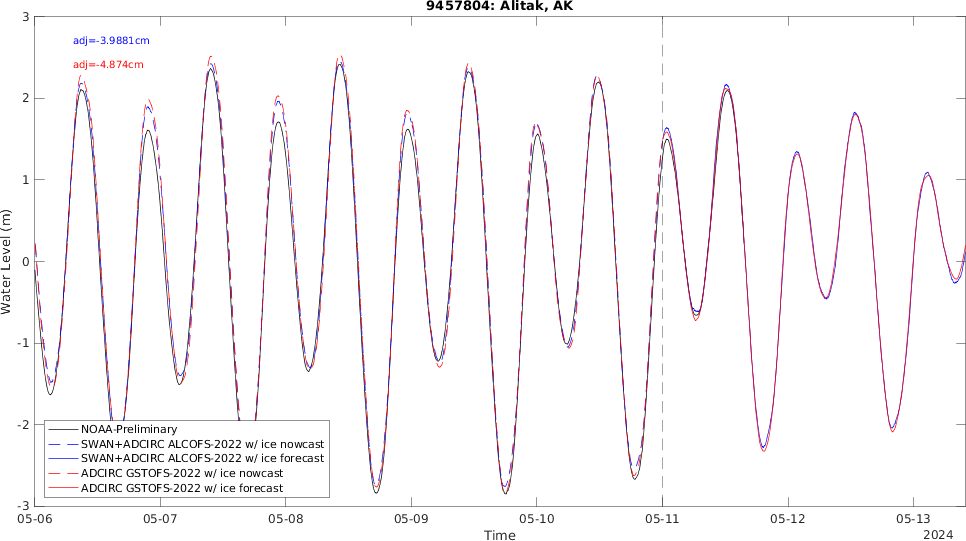 9457804: Alitak, AK
adj=-3.9881cm
adj=-4.874cm
Water Level (m)
3
2
1
0
-1
-2
-3
NOAA-Preliminary
SWAN+ADCIRC ALCOFS-2022 w/ ice nowcast
SWAN+ADCIRC ALCOFS-2022 w/ ice forecast
ADCIRC GSTOFS-2022 w/ ice nowcast
ADCIRC GSTOFS-2022 w/ ice forecast
05-06 05-07 05-08 05-09 05-10 05-11 05-12 05-13
Time
2024